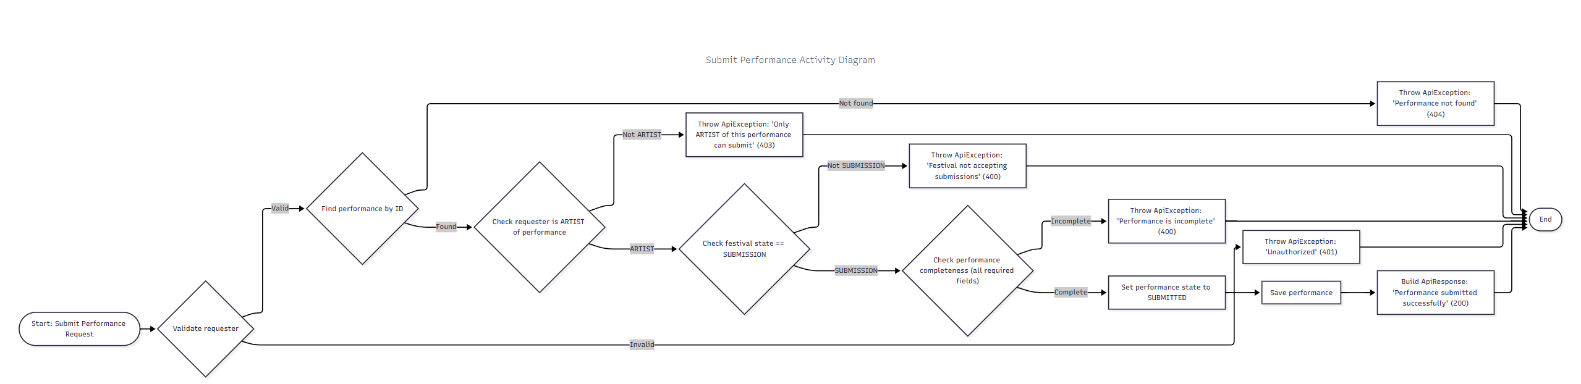 Submit Performance Activity Diagram
Throw ApiException:
'Performance not found'
(404)
Not found
Throw ApiException: 'Only
ARTIST of this performance
can submit' (403)
Not ARTIST
Throw ApiException:
'Festival not accepting
submissions' (400)
Not SUBMISSION
Valid
Find performance by ID
Found
Check requester is ARTIST
of performance
ARTIST
Check festival state ==
SUBMISSION
SUBMISSION
Check performance
completeness (all required
fields)
Incomplete
Throw ApiException:
'Performance is incomplete'
(400)
End
Throw ApiException:
'Unauthorized' (401)
Complete
Set performance state to
SUBMITTED
Save performance
Build ApiResponse:
'Performance submitted
successfully' (200)
Start: Submit Performance
Request
Validate requester
Invalid